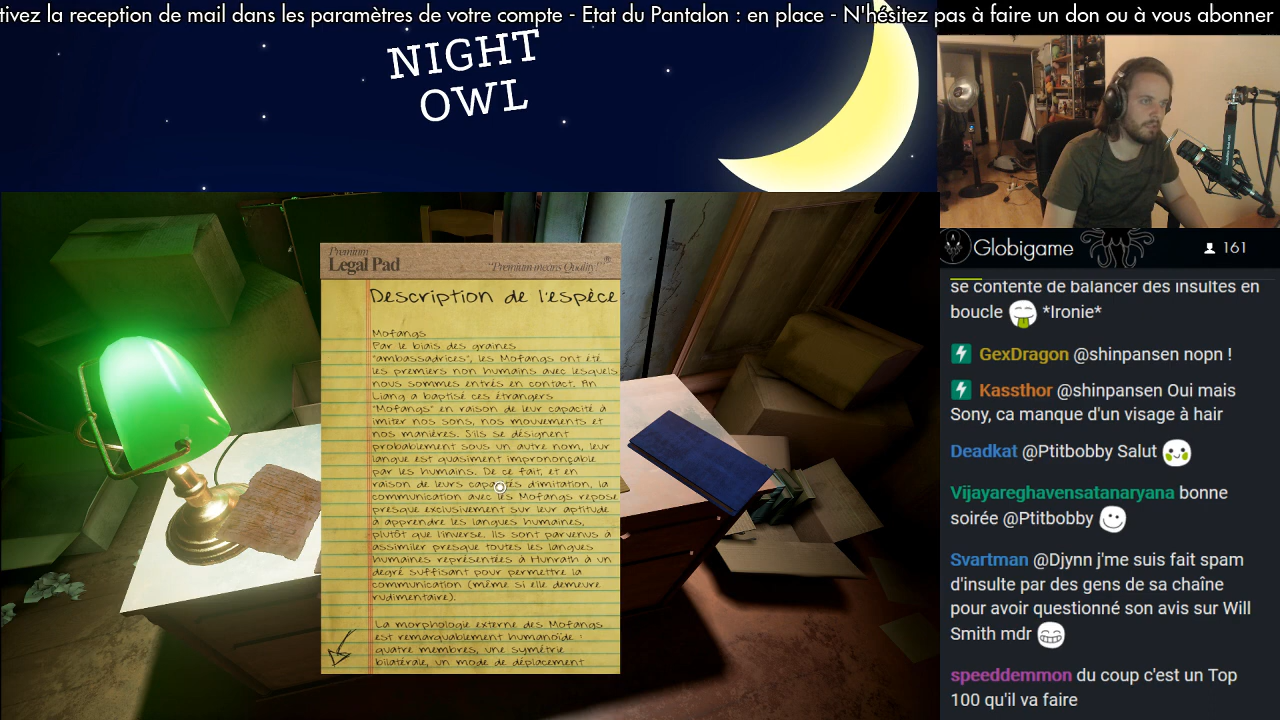 tivez la reception de mail dans les paramètres de votre compte - Etat du Pantalon : en place - N'hésitez pas à faire un don ou à vous abonner
NIGHT
OWL
Premium
Legal Pad
"Premium means Quality!"
Description de l'espèce
Mofangs
Par le biais des graines
"ambassadrices", les Mofangs ont été
les premiers non humains avec lesquels
nous sommes entrés en contact. An
Liang a baptisé ces étrangers
"Mofangs" en raison de leur capacité à
imiter nos sons, nos mouvements et
nos manières. S'ils se désignent
probablement sous un autre nom, leur
langue est quasiment imprononçable
par les humains. De ce fait, et en
raison de leurs capacités d'imitation, la
communication avec les Mofangs repose
presque exclusivement sur leur aptitude
à apprendre les langues humaines,
plutôt que l'inverse. Ils sont parvenus à
assimiler presque toutes les langues
humaines représentées à Hunrath à un
degré suffisant pour permettre la
communication (même si elle demeure
rudimentaire).
La morphologie externe des Mofangs
est remarquablement humanoïde :
quatre membres, une symétrie
bilatérale, un mode de déplacement
Globigame
161
se contente de balancer des insultes en
boucle *Ironie*
GexDragon @shinpansen nopn !
Kassthor @shinpansen Oui mais
Sony, ca manque d'un visage à hair
Deadkat @Ptitbobby Salut
Vijayareghavensatanaryana bonne
soirée @Ptitbobby
Svartman @Djynn j'me suis fait spam
d'insulte par des gens de sa chaîne
pour avoir questionné son avis sur Will
Smith mdr
speeddemmon du coup c'est un Top
100 qu'il va faire